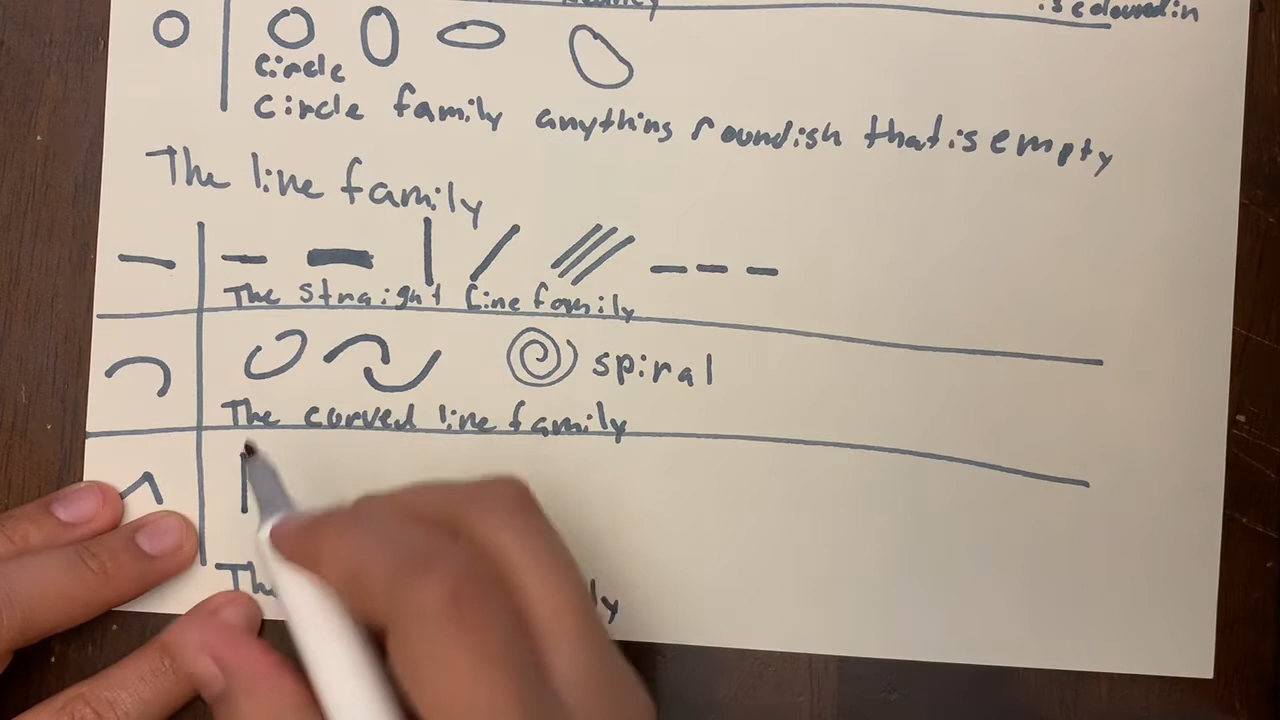 is coloured in
circle
circle family anything roundish that is empty
The line family
The straight line family
spiral
The curved line family